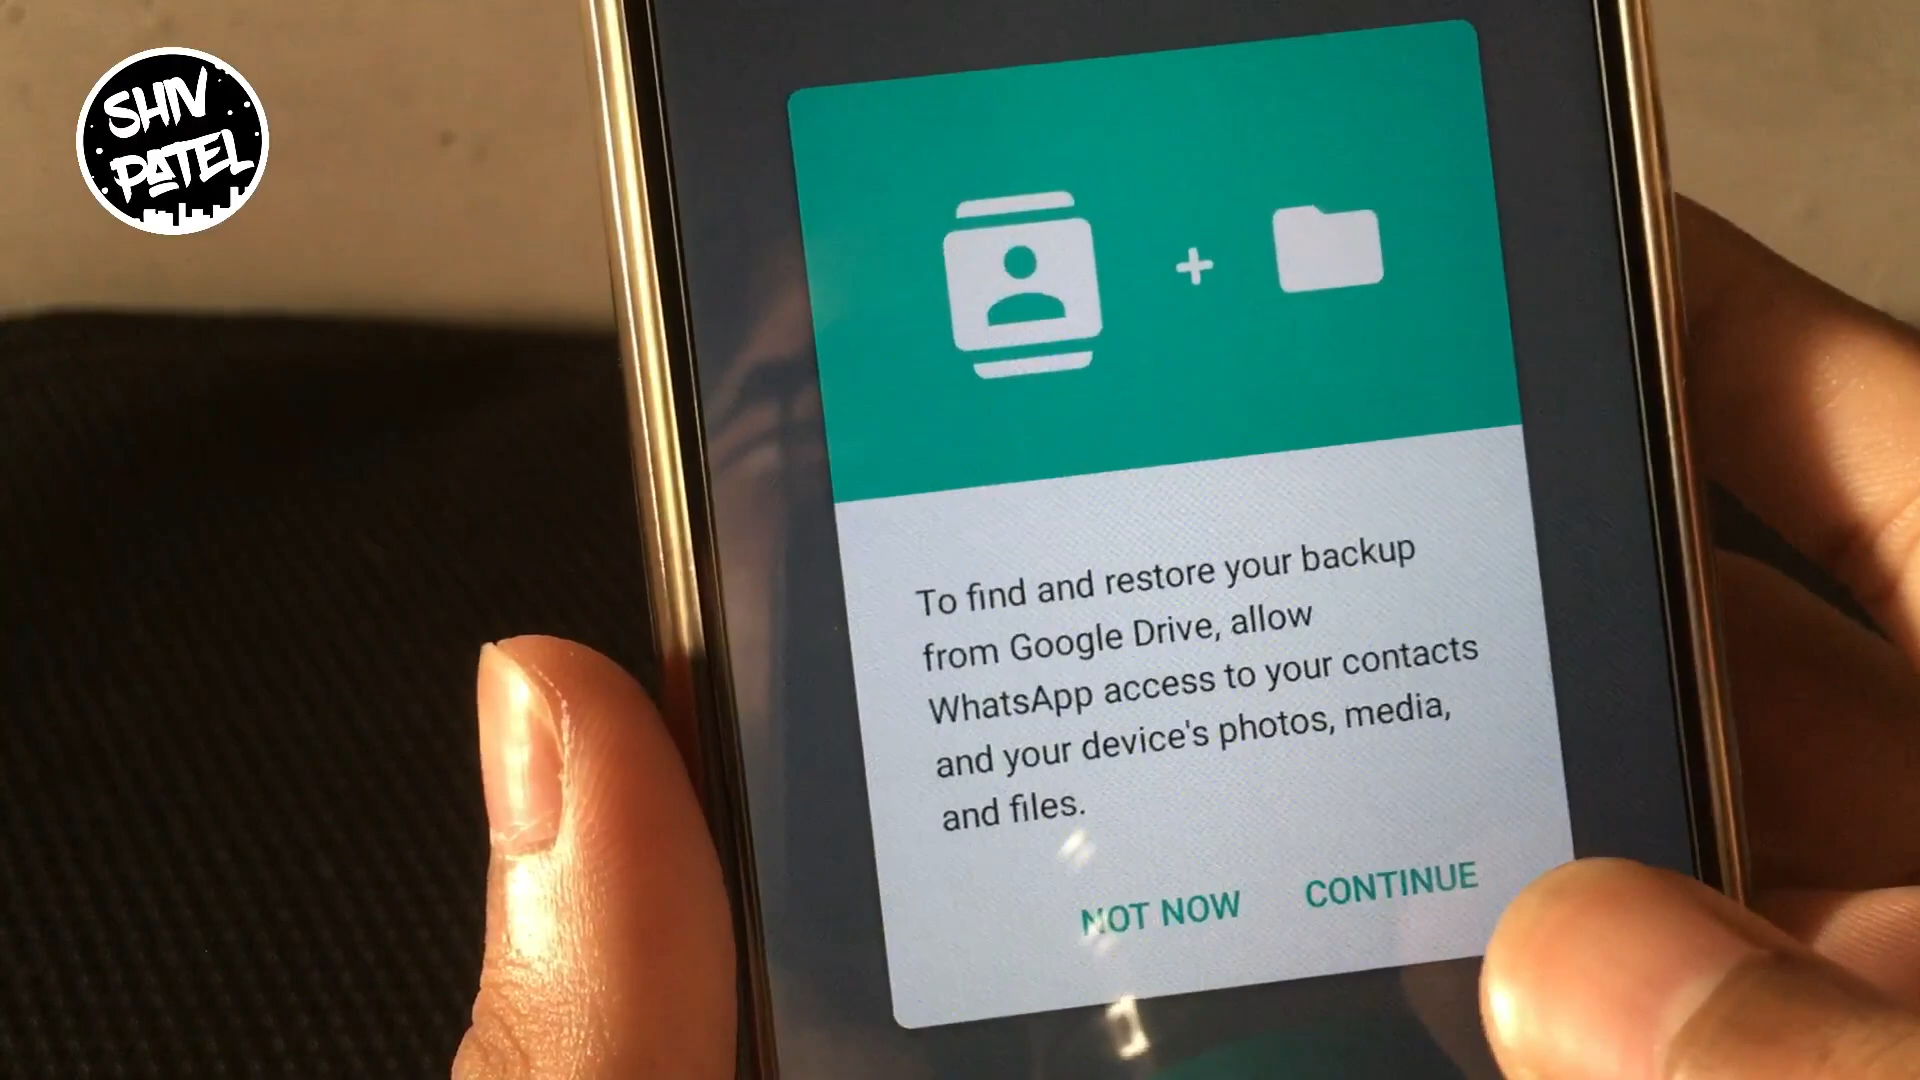 SHIV
PATEL
To find and restore your backup
from Google Drive, allow
WhatsApp access to your contacts
and your device's photos, media,
and files.
NOT NOW CONTINUE